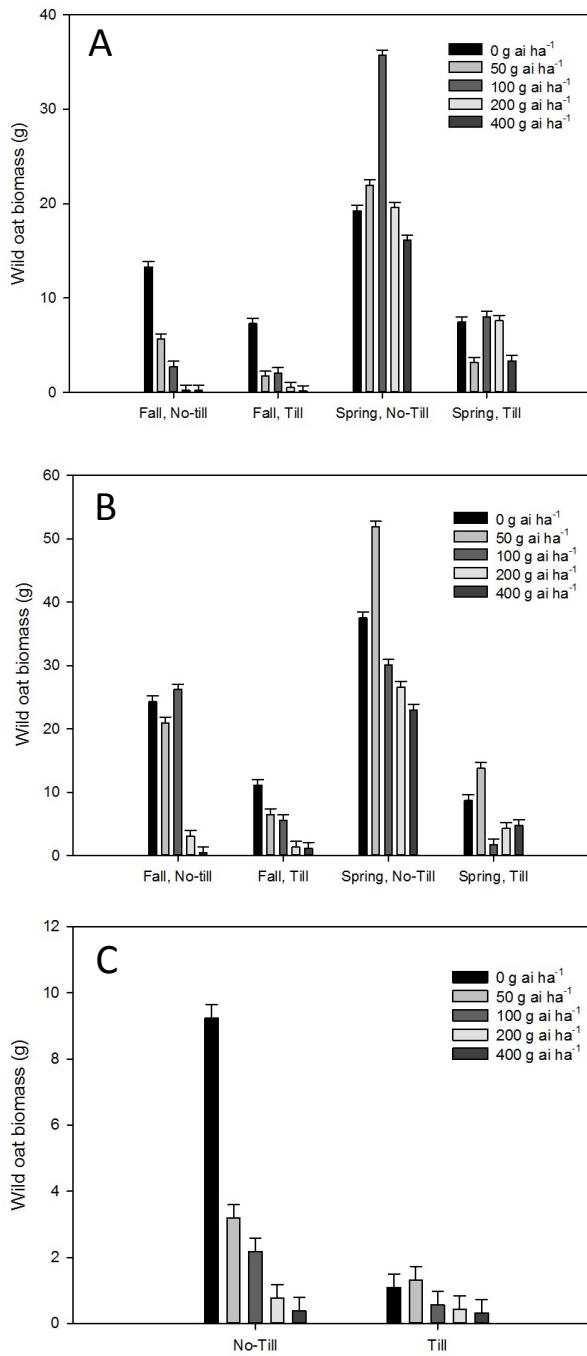 A
Wild oat biomass (g)
40
30
20
10
0
0 g ai ha⁻¹
50 g ai ha⁻¹
100 g ai ha⁻¹
200 g ai ha⁻¹
400 g ai ha⁻¹
Fall, No-till
Fall, Till
Spring, No-Till
Spring, Till
B
Wild oat biomass (g)
60
50
40
30
20
10
0
0 g ai ha⁻¹
50 g ai ha⁻¹
100 g ai ha⁻¹
200 g ai ha⁻¹
400 g ai ha⁻¹
Fall, No-till
Fall, Till
Spring, No-Till
Spring, Till
C
Wild oat biomass (g)
12
10
8
6
4
2
0
0 g ai ha⁻¹
50 g ai ha⁻¹
100 g ai ha⁻¹
200 g ai ha⁻¹
400 g ai ha⁻¹
No-Till
Till